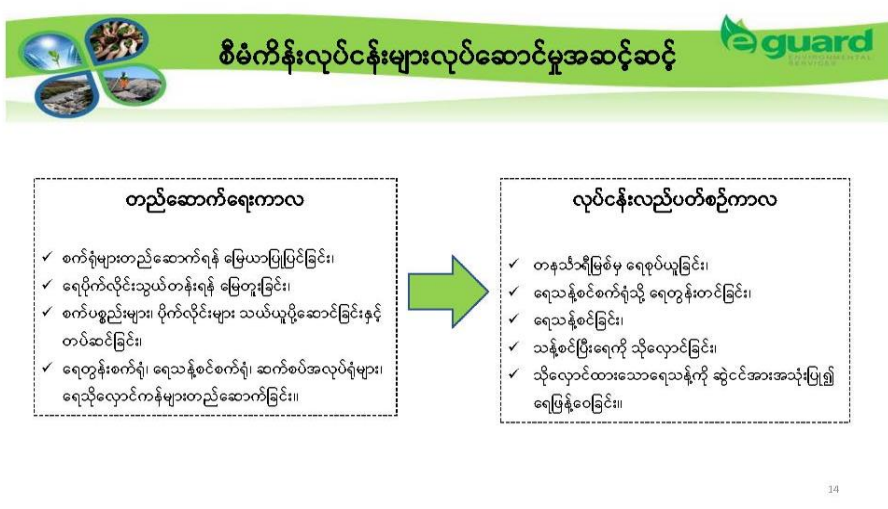 စီမံကိန်းလုပ်ငန်းများလုပ်ဆောင်မှုအဆင့်ဆင့်
eguard
ENVIRONMENTAL
SERVICES
တည်ဆောက်ရေးကာလ
✓ စက်ရုံများတည်ဆောက်ရန် မြေယာပြုပြင်ခြင်း၊
✓ ရေပိုက်လိုင်းသွယ်တန်းရန် မြေတူးခြင်း၊
✓ စက်ပစ္စည်းများ၊ ပိုက်လိုင်းများ သယ်ယူပို့ဆောင်ခြင်းနှင့်
တပ်ဆင်ခြင်း၊
✓ ရေတွန်းစက်ရုံ၊ ရေသန့်စင်စက်ရုံ၊ ဆက်စပ်အလုပ်ရုံများ၊
ရေသိုလှောင်ကန်များတည်ဆောက်ခြင်း။
လုပ်ငန်းလည်ပတ်စဉ်ကာလ
✓ တနင်္သာရီမြစ်မှ ရေစုပ်ယူခြင်း၊
✓ ရေသန့်စင်စက်ရုံသို့ ရေတွန်းတင်ခြင်း၊
✓ ရေသန့်စင်ခြင်း၊
✓ သန့်စင်ပြီးရေကို သိုလှောင်ခြင်း၊
✓ သိုလှောင်ထားသောရေသန့်ကို ဆွဲငင်အားအသုံးပြု၍
ရေဖြန့်ဝေခြင်း။
14